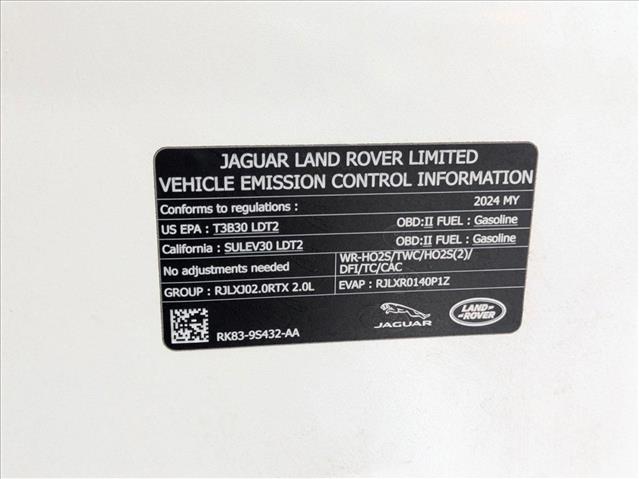 JAGUAR LAND ROVER LIMITED
VEHICLE EMISSION CONTROL INFORMATION
Conforms to regulations : 2024 MY
US EPA : T3B30 LDT2 OBD:II FUEL : Gasoline
California : SULEV30 LDT2 OBD:II FUEL : Gasoline
No adjustments needed WR-HO2S/TWC/HO2S(2)/
DFI/TC/CAC
GROUP : RJLXJ02.0RTX 2.0L EVAP : RJLXR0140P1Z
RK83-9S432-AA JAGUAR LAND-
-ROVER